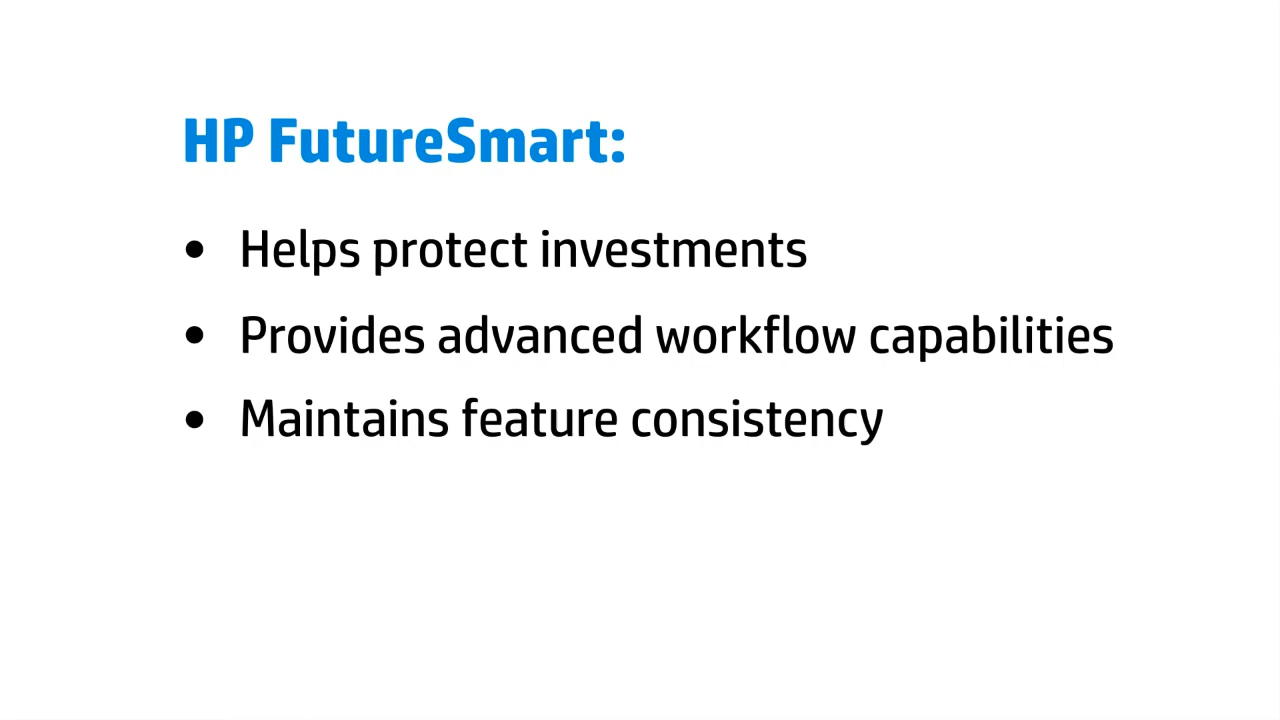 HP FutureSmart:
• Helps protect investments
• Provides advanced workflow capabilities
• Maintains feature consistency